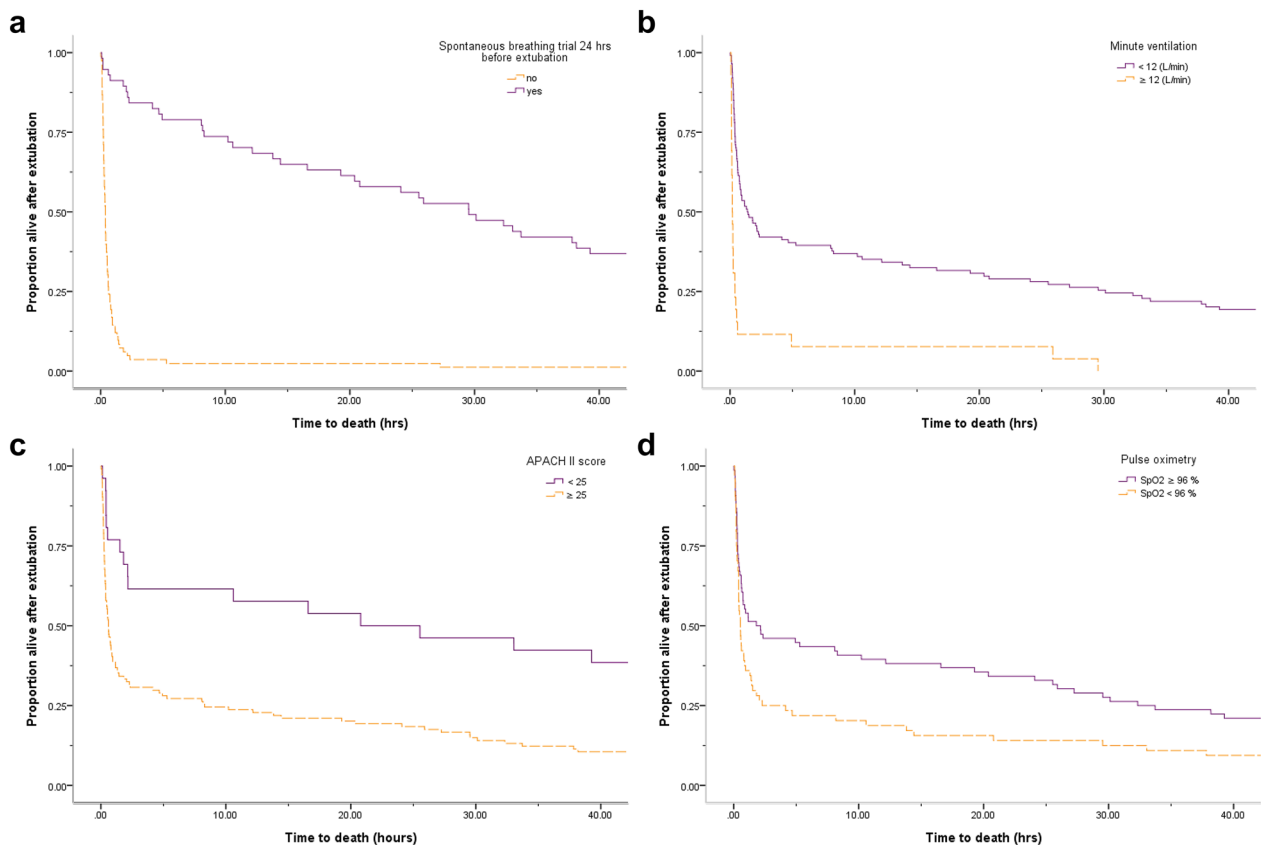 a
Spontaneous breathing trial 24 hrs
before extubation
no
yes
Proportion alive after extubation
1.00
0.75
0.50
0.25
0.00
.00 10.00 20.00 30.00 40.00
Time to death (hrs)
b
Minute ventilation
< 12 (L/min)
≥ 12 (L/min)
Proportion alive after extubation
1.00
0.75
0.50
0.25
0.00
.00 10.00 20.00 30.00 40.00
Time to death (hrs)
c
APACH II score
< 25
≥ 25
Proportion alive after extubation
1.00
0.75
0.50
0.25
0.00
.00 10.00 20.00 30.00 40.00
Time to death (hours)
d
Pulse oximetry
SpO2 ≥ 96 %
SpO2 < 96 %
Proportion alive after extubation
1.00
0.75
0.50
0.25
0.00
.00 10.00 20.00 30.00 40.00
Time to death (hrs)